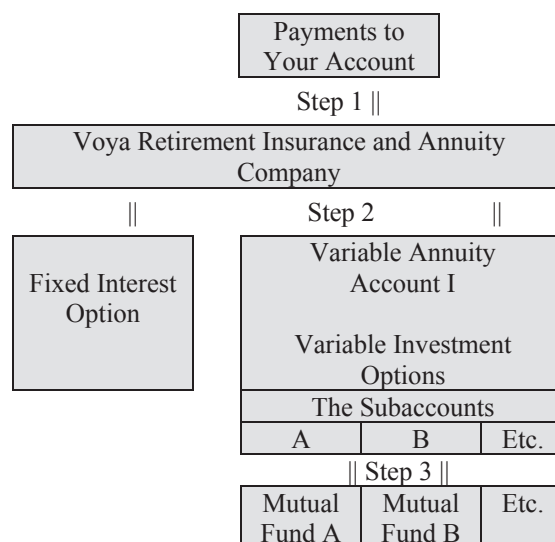 Payments to
Your Account
Step 1 ||
Voya Retirement Insurance and Annuity
Company
|| Step 2 ||
Fixed Interest
Option
Variable Annuity
Account I
Variable Investment
Options
The Subaccounts
A B Etc.
|| Step 3 ||
Mutual
Fund A
Mutual
Fund B
Etc.